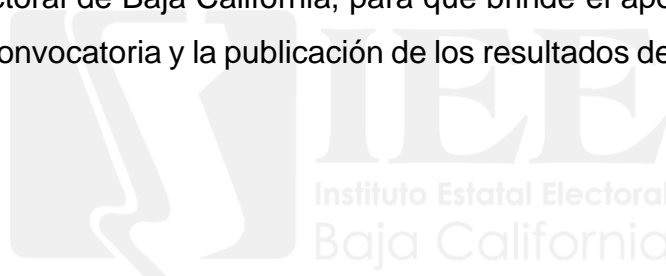 ctoral de Baja California, para que brinde el apo
onvocatoria y la publicación de los resultados de
IEE
Instituto Estatal Electoral
Baja California